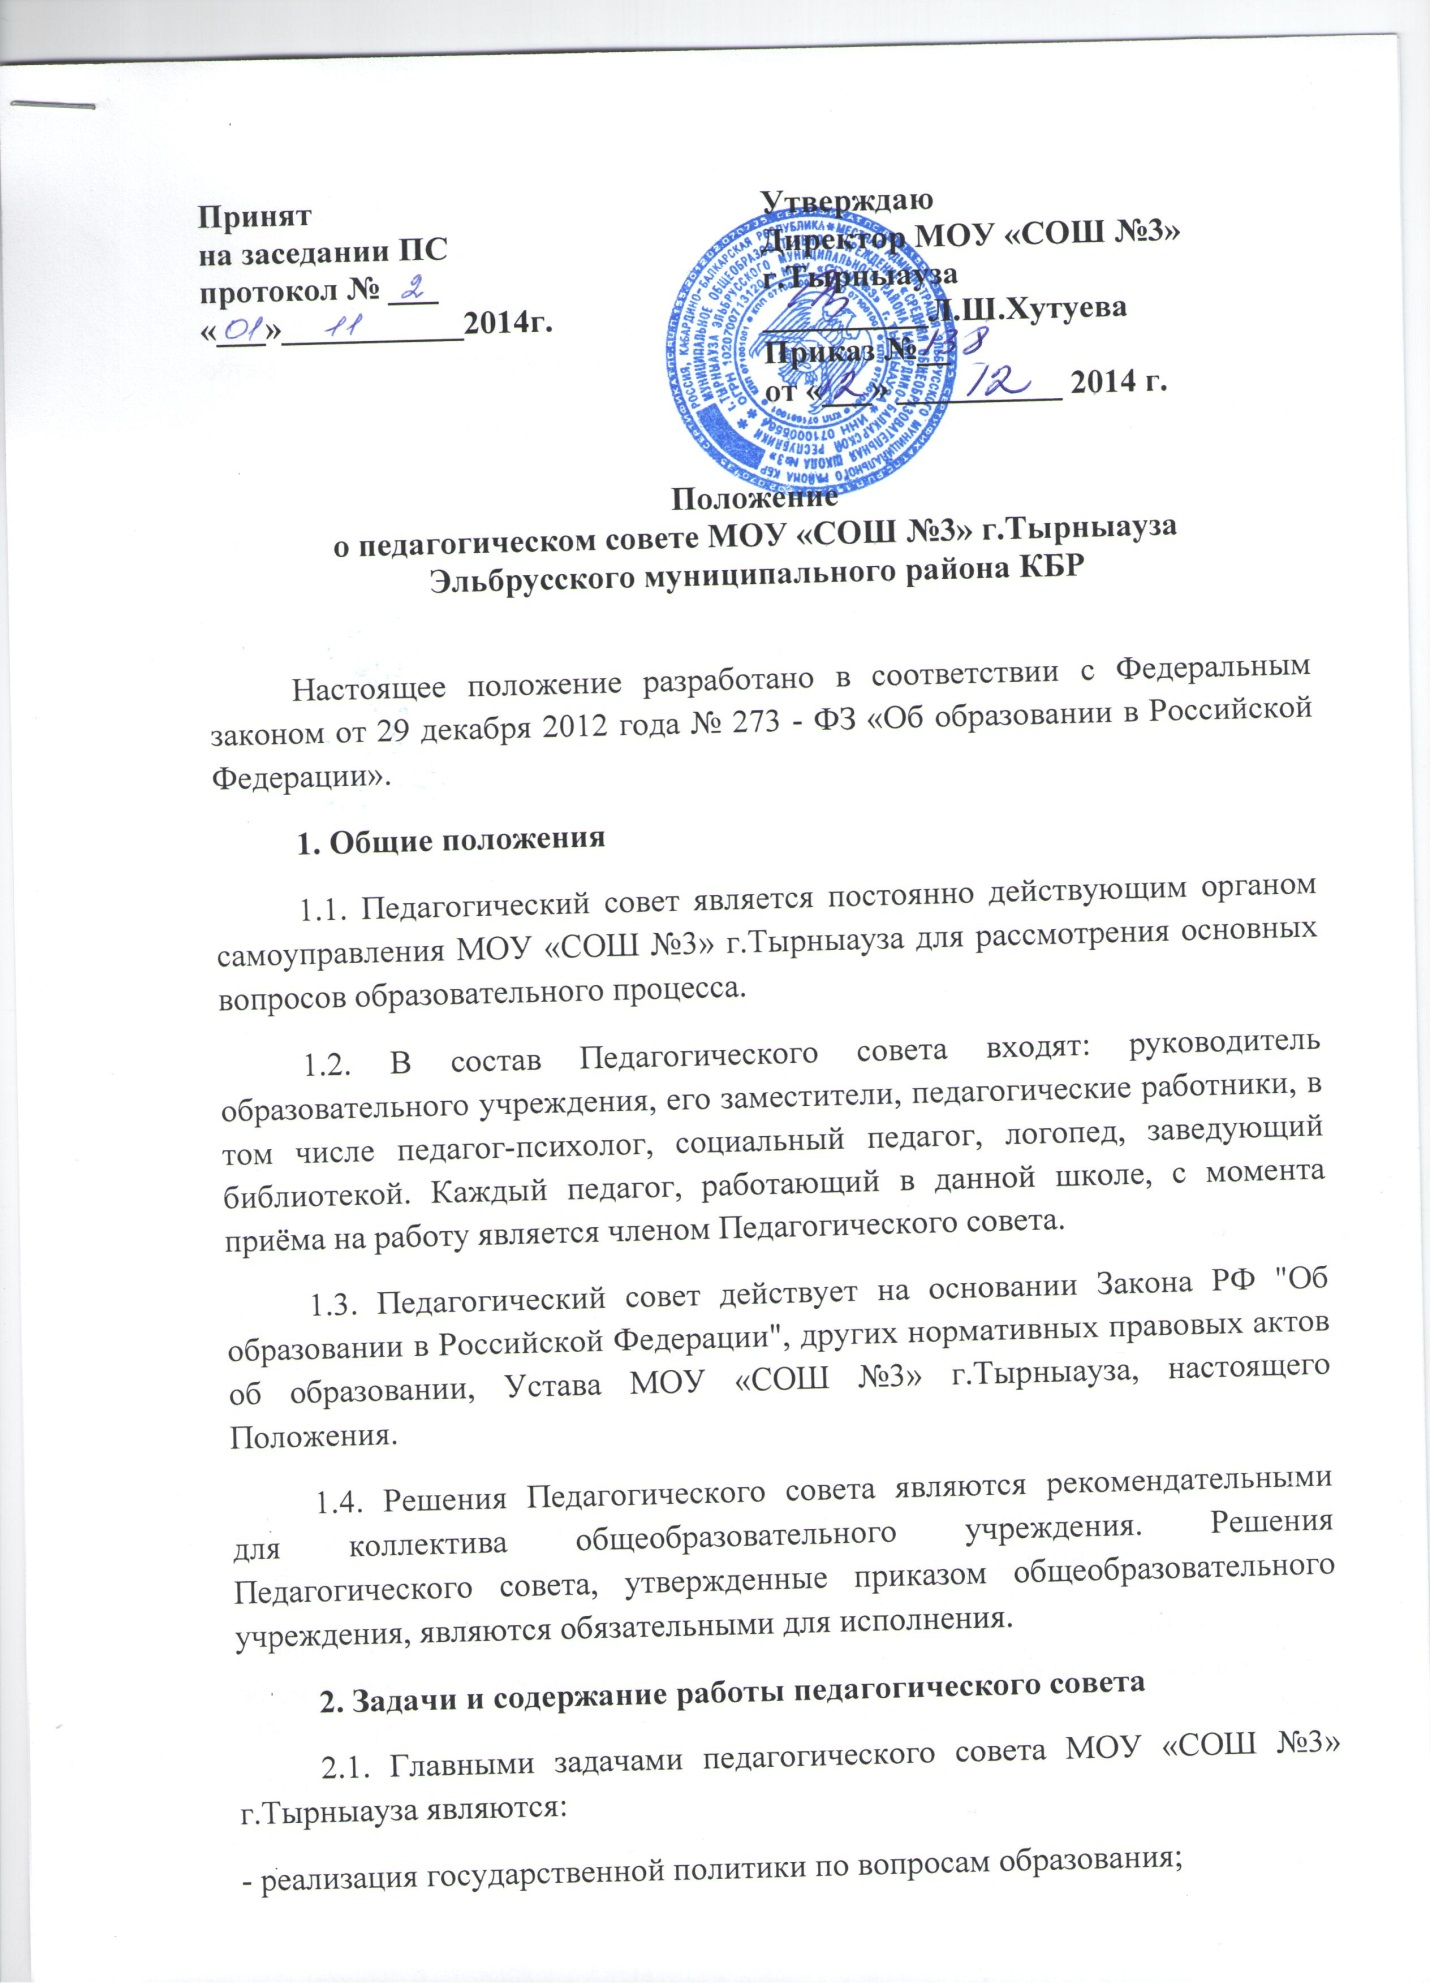 Принят
на заседании ПС
протокол № 2
«01» 11 2014г.
Утверждаю
Директор МОУ «СОШ №3»
г.Тырныауза
Л.Ш.Хутуева
Приказ № 138
от «12» 12 2014 г.
Положение
о педагогическом совете МОУ «СОШ №3» г.Тырныауза
Эльбрусского муниципального района КБР
Настоящее положение разработано в соответствии с Федеральным
законом от 29 декабря 2012 года № 273 - ФЗ «Об образовании в Российской
Федерации».
1. Общие положения
1.1. Педагогический совет является постоянно действующим органом
самоуправления МОУ «СОШ №3» г.Тырныауза для рассмотрения основных
вопросов образовательного процесса.
1.2. В состав Педагогического совета входят: руководитель
образовательного учреждения, его заместители, педагогические работники, в
том числе педагог-психолог, социальный педагог, логопед, заведующий
библиотекой. Каждый педагог, работающий в данной школе, с момента
приёма на работу является членом Педагогического совета.
1.3. Педагогический совет действует на основании Закона РФ "Об
образовании в Российской Федерации", других нормативных правовых актов
об образовании, Устава МОУ «СОШ №3» г.Тырныауза, настоящего
Положения.
1.4. Решения Педагогического совета являются рекомендательными
для коллектива общеобразовательного учреждения. Решения
Педагогического совета, утвержденные приказом общеобразовательного
учреждения, являются обязательными для исполнения.
2. Задачи и содержание работы педагогического совета
2.1. Главными задачами педагогического совета МОУ «СОШ №3»
г.Тырныауза являются:
- реализация государственной политики по вопросам образования;